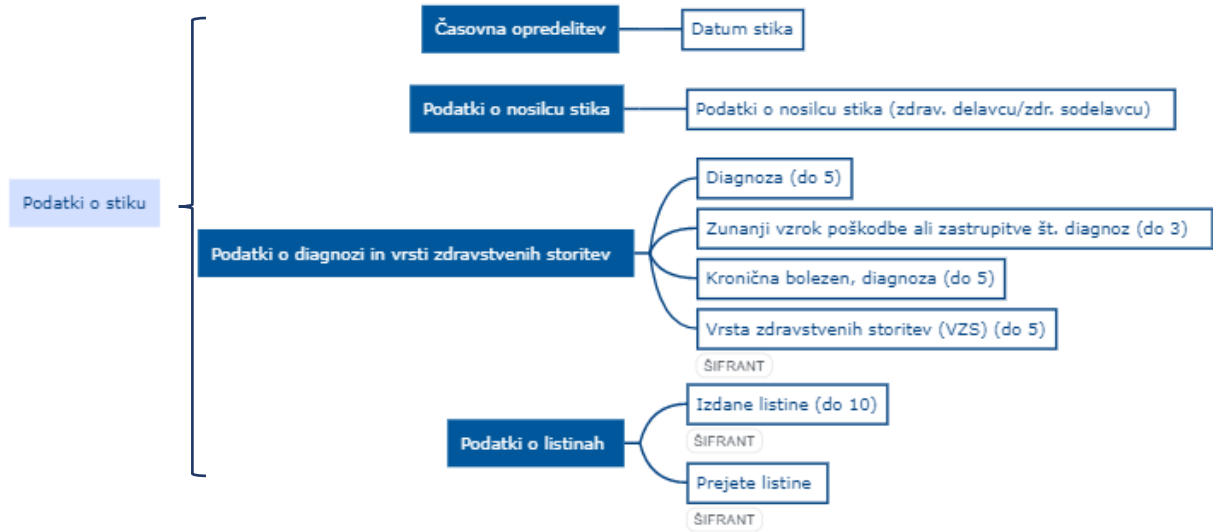 Časovna opredelitev
Datum stika
Podatki o nosilcu stika
Podatki o nosilcu stika (zdrav. delavcu/zdr. sodelavcu)
Podatki o stiku
Podatki o diagnozi in vrsti zdravstvenih storitev
Diagnoza (do 5)
Zunanji vzrok poškodbe ali zastrupitve št. diagnoz (do 3)
Kronična bolezen, diagnoza (do 5)
Vrsta zdravstvenih storitev (VZS) (do 5)
ŠIFRANT
Podatki o listinah
Izdane listine (do 10)
ŠIFRANT
Prejete listine
ŠIFRANT